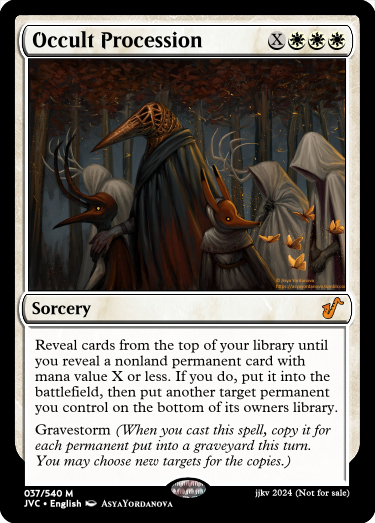 Occult Procession X
© Asya Yordanova
Sorcery
Reveal cards from the top of your library until
you reveal a nonland permanent card with
mana value X or less. If you do, put it into the
battlefield, then put another target permanent
you control on the bottom of its owners library.
Gravestorm (When you cast this spell, copy it for
each permanent put into a graveyard this turn.
You may choose new targets for the copies.)
037/540 M
JVC • English AsyaYordanova
jjkv 2024 (Not for sale)